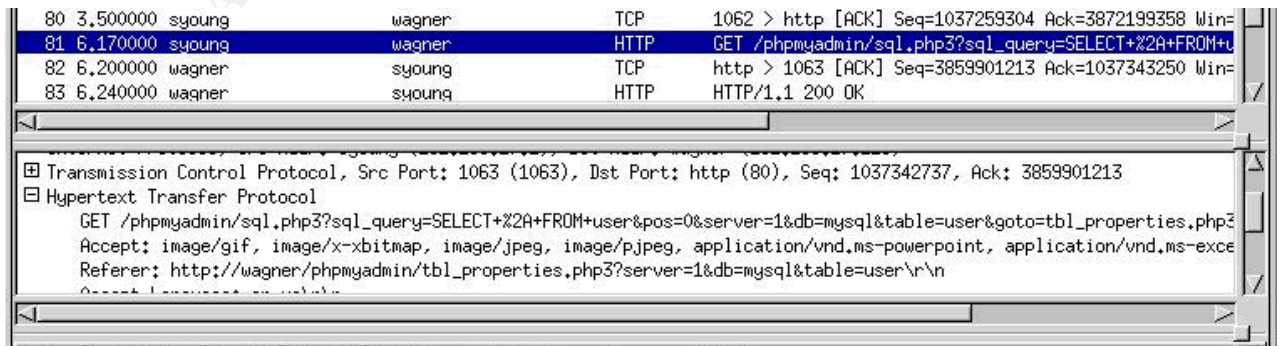 80 3.500000 syoung wagner TCP 1062 > http [ACK] Seq=1037259304 Ack=3872199358 Win=
81 6.170000 syoung wagner HTTP GET /phpmyadmin/sql.php3?sql_query=SELECT+%2A+FROM+u
82 6.200000 wagner syoung TCP http > 1063 [ACK] Seq=3859901213 Ack=1037343250 Win=
83 6.240000 wagner syoung HTTP HTTP/1.1 200 OK
Transmission Control Protocol, Src Port: 1063 (1063), Dst Port: http (80), Seq: 1037342737, Ack: 3859901213
Hypertext Transfer Protocol
GET /phpmyadmin/sql.php3?sql_query=SELECT+%2A+FROM+user&pos=0&server=1&db=mysql&table=user&goto=tbl_properties.php3
Accept: image/gif, image/x-xbitmap, image/jpeg, image/pjpeg, application/vnd.ms-powerpoint, application/vnd.ms-exce
Referer: http://wagner/phpmyadmin/tbl_properties.php3?server=1&db=mysql&table=user\r\n